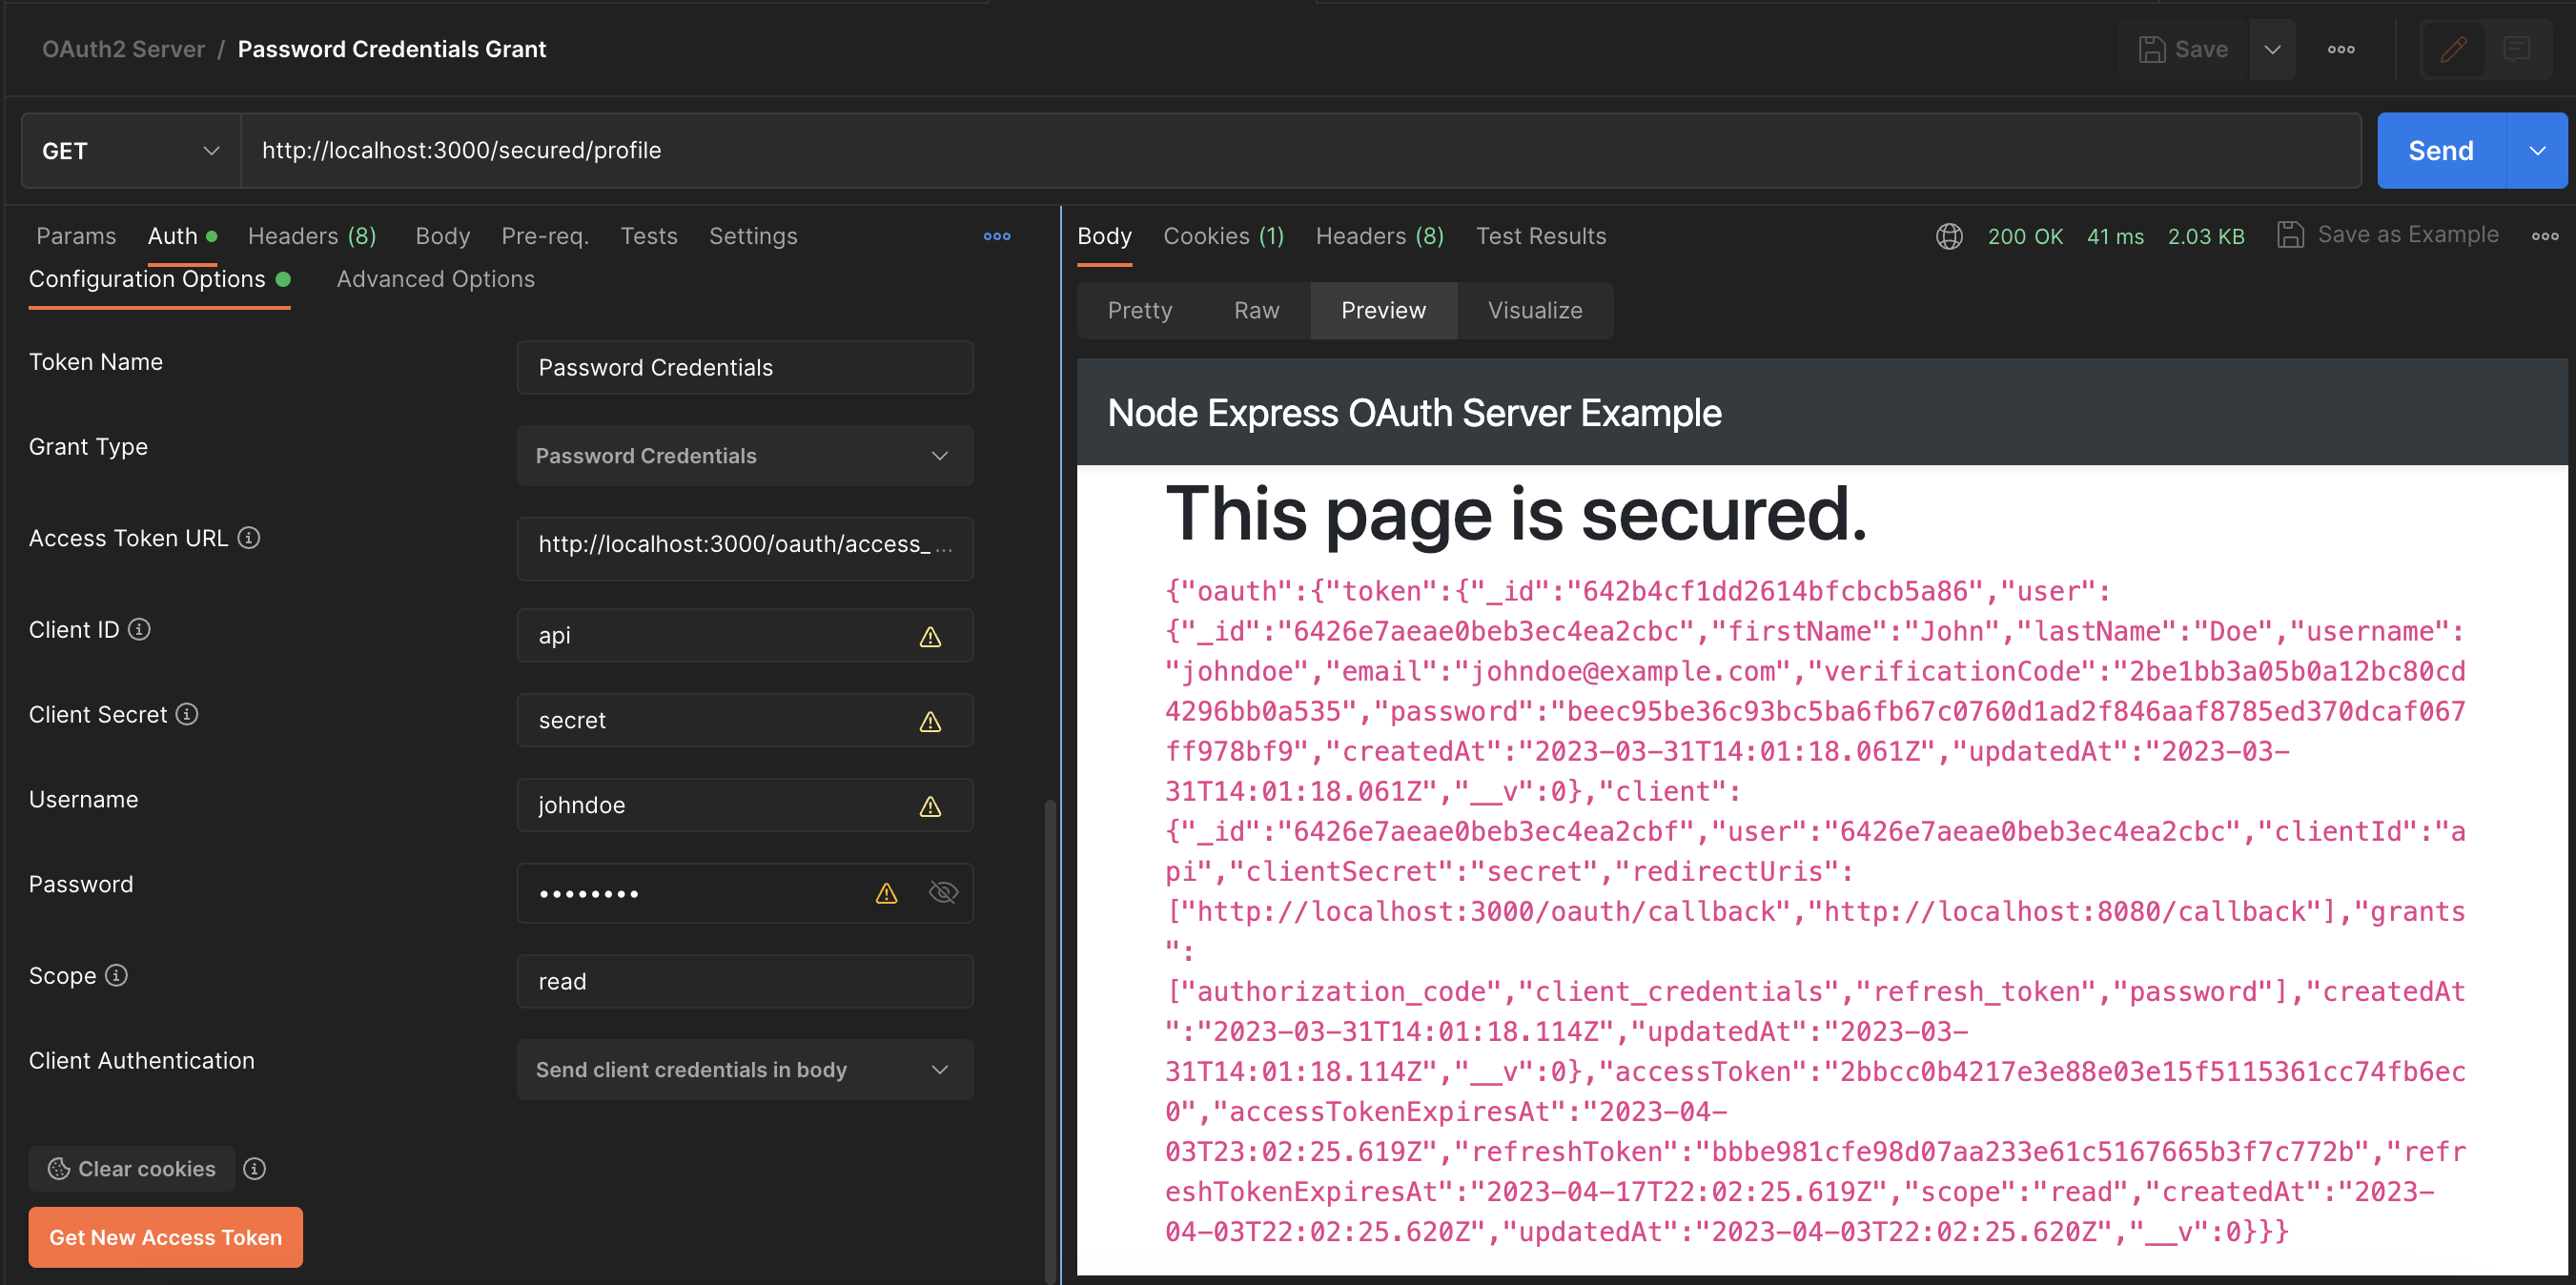 OAuth2 Server / Password Credentials Grant
Save
GET
http://localhost:3000/secured/profile
Send
Params Auth Headers (8) Body Pre-req. Tests Settings
Configuration Options Advanced Options
Token Name
Password Credentials
Grant Type
Password Credentials
Access Token URL
http://localhost:3000/oauth/access_ ...
Client ID
api
Client Secret
secret
Username
johndoe
Password
••••••••
Scope
read
Client Authentication
Send client credentials in body
Clear cookies
Get New Access Token
Body Cookies (1) Headers (8) Test Results
200 OK 41 ms 2.03 KB Save as Example
Pretty Raw Preview Visualize
Node Express OAuth Server Example
This page is secured.
{"oauth":{"token":{"_id":"642b4cf1dd2614bfcbcb5a86","user":
{"_id":"6426e7aeae0beb3ec4ea2cbc","firstName":"John","lastName":"Doe","username":
"johndoe","email":"johndoe@example.com","verificationCode":"2be1bb3a05b0a12bc80cd
4296bb0a535","password":"beec95be36c93bc5ba6fb67c0760d1ad2f846aaf8785ed370dcaf067
ff978bf9","createdAt":"2023-03-31T14:01:18.061Z","updatedAt":"2023-03-
31T14:01:18.061Z","__v":0},"client":
{"_id":"6426e7aeae0beb3ec4ea2cbf","user":"6426e7aeae0beb3ec4ea2cbc","clientId":"a
pi","clientSecret":"secret","redirectUris":
["http://localhost:3000/oauth/callback","http://localhost:8080/callback"],"grants
":
["authorization_code","client_credentials","refresh_token","password"],"createdAt
":"2023-03-31T14:01:18.114Z","updatedAt":"2023-03-
31T14:01:18.114Z","__v":0},"accessToken":"2bbcc0b4217e3e88e03e15f5115361cc74fb6ec
0","accessTokenExpiresAt":"2023-04-
03T23:02:25.619Z","refreshToken":"bbbe981cfe98d07aa233e61c5167665b3f7c772b","refr
eshTokenExpiresAt":"2023-04-17T22:02:25.619Z","scope":"read","createdAt":"2023-
04-03T22:02:25.620Z","updatedAt":"2023-04-03T22:02:25.620Z","__v":0}}}